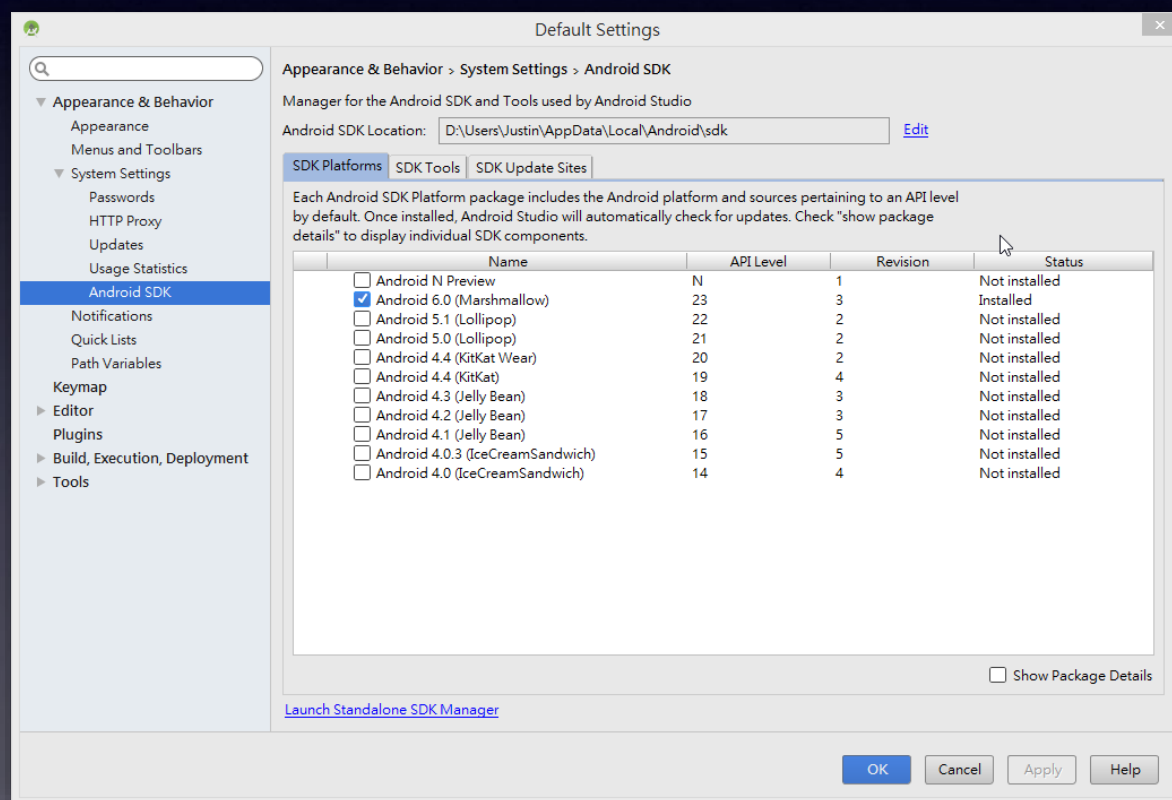 Default Settings
Appearance & Behavior
Appearance
Menus and Toolbars
System Settings
Passwords
HTTP Proxy
Updates
Usage Statistics
Android SDK
Notifications
Quick Lists
Path Variables
Keymap
Editor
Plugins
Build, Execution, Deployment
Tools
Appearance & Behavior > System Settings > Android SDK
Manager for the Android SDK and Tools used by Android Studio
Android SDK Location: D:\Users\Justin\AppData\Local\Android\sdk Edit
SDK Platforms SDK Tools SDK Update Sites
Each Android SDK Platform package includes the Android platform and sources pertaining to an API level
by default. Once installed, Android Studio will automatically check for updates. Check "show package
details" to display individual SDK components.
Name API Level Revision Status
Android N Preview N 1 Not installed
Android 6.0 (Marshmallow) 23 3 Installed
Android 5.1 (Lollipop) 22 2 Not installed
Android 5.0 (Lollipop) 21 2 Not installed
Android 4.4 (KitKat Wear) 20 2 Not installed
Android 4.4 (KitKat) 19 4 Not installed
Android 4.3 (Jelly Bean) 18 3 Not installed
Android 4.2 (Jelly Bean) 17 3 Not installed
Android 4.1 (Jelly Bean) 16 5 Not installed
Android 4.0.3 (IceCreamSandwich) 15 5 Not installed
Android 4.0 (IceCreamSandwich) 14 4 Not installed
Show Package Details
Launch Standalone SDK Manager
OK Cancel Apply Help